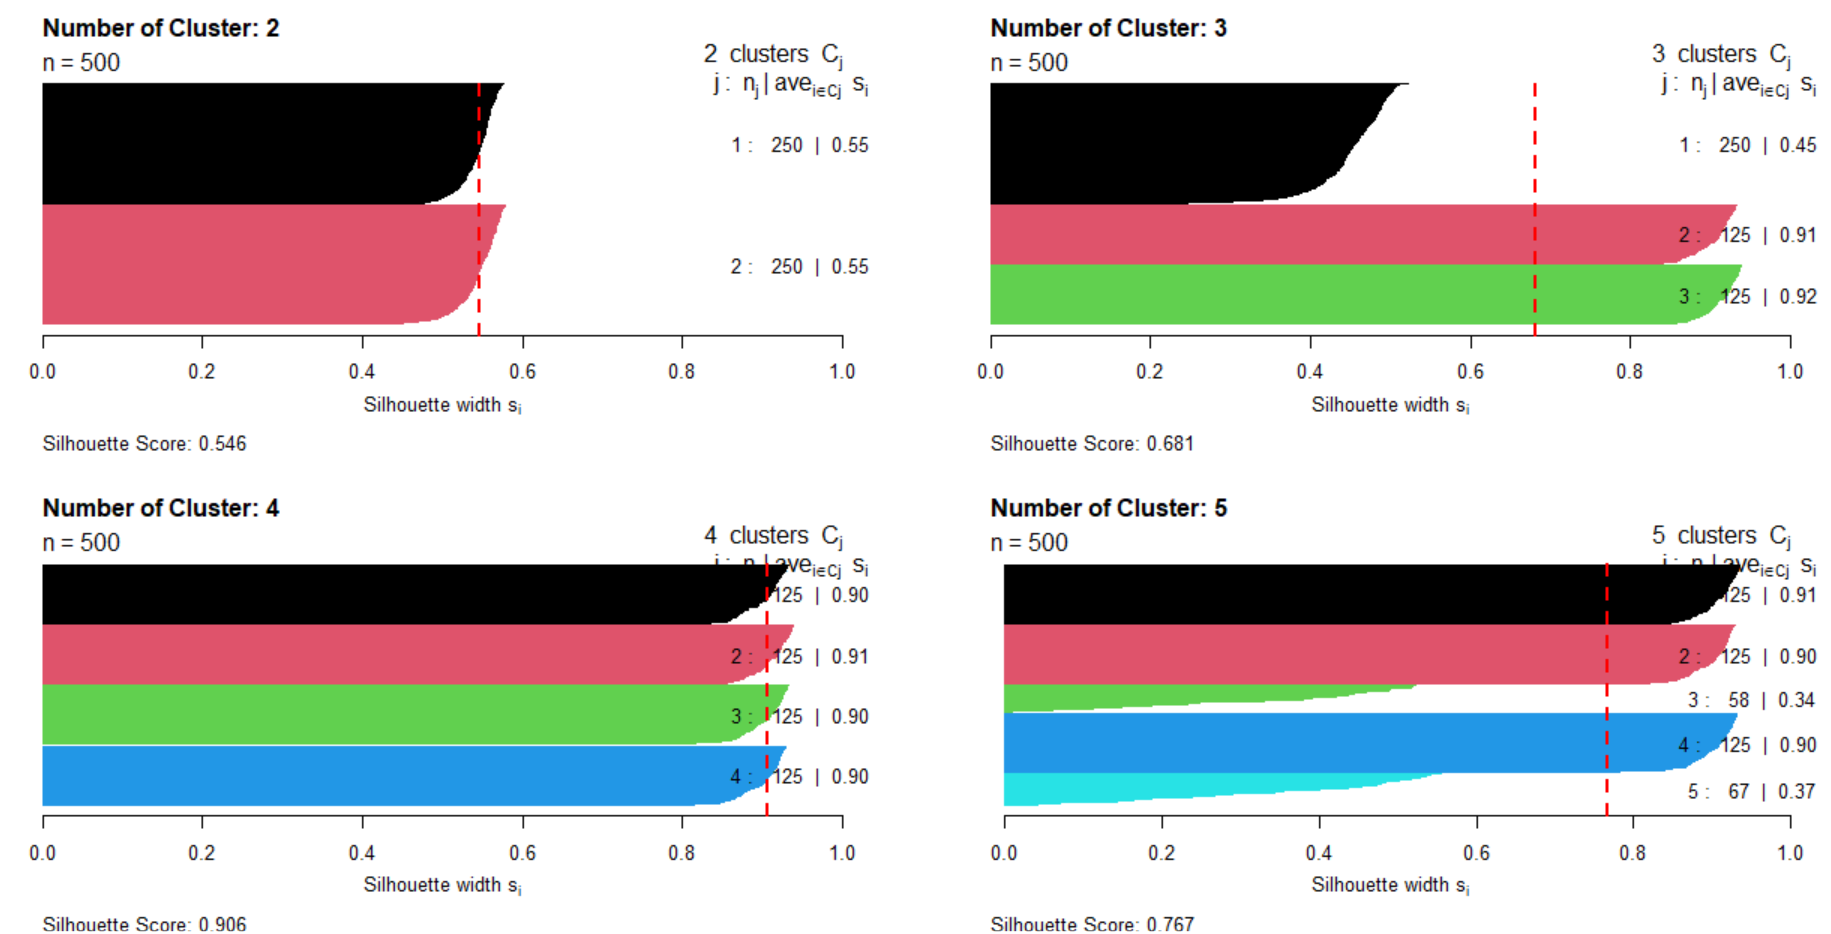 Number of Cluster: 2
n = 500
2 clusters Cj
j : nj | avei∈Cj si
1 : 250 | 0.55
2 : 250 | 0.55
0.0 0.2 0.4 0.6 0.8 1.0
Silhouette width si
Silhouette Score: 0.546
Number of Cluster: 3
n = 500
3 clusters Cj
j : nj | avei∈Cj si
1 : 250 | 0.45
2 : 125 | 0.91
3 : 125 | 0.92
0.0 0.2 0.4 0.6 0.8 1.0
Silhouette width si
Silhouette Score: 0.681
Number of Cluster: 4
n = 500
4 clusters Cj
j : n | avei∈Cj si
125 | 0.90
2 : 125 | 0.91
3 : 125 | 0.90
4 : 125 | 0.90
0.0 0.2 0.4 0.6 0.8 1.0
Silhouette width si
Silhouette Score: 0.906
Number of Cluster: 5
n = 500
5 clusters Cj
j : n | avei∈Cj si
125 | 0.91
2 : 125 | 0.90
3 : 58 | 0.34
4 : 125 | 0.90
5 : 67 | 0.37
0.0 0.2 0.4 0.6 0.8 1.0
Silhouette width si
Silhouette Score: 0.767